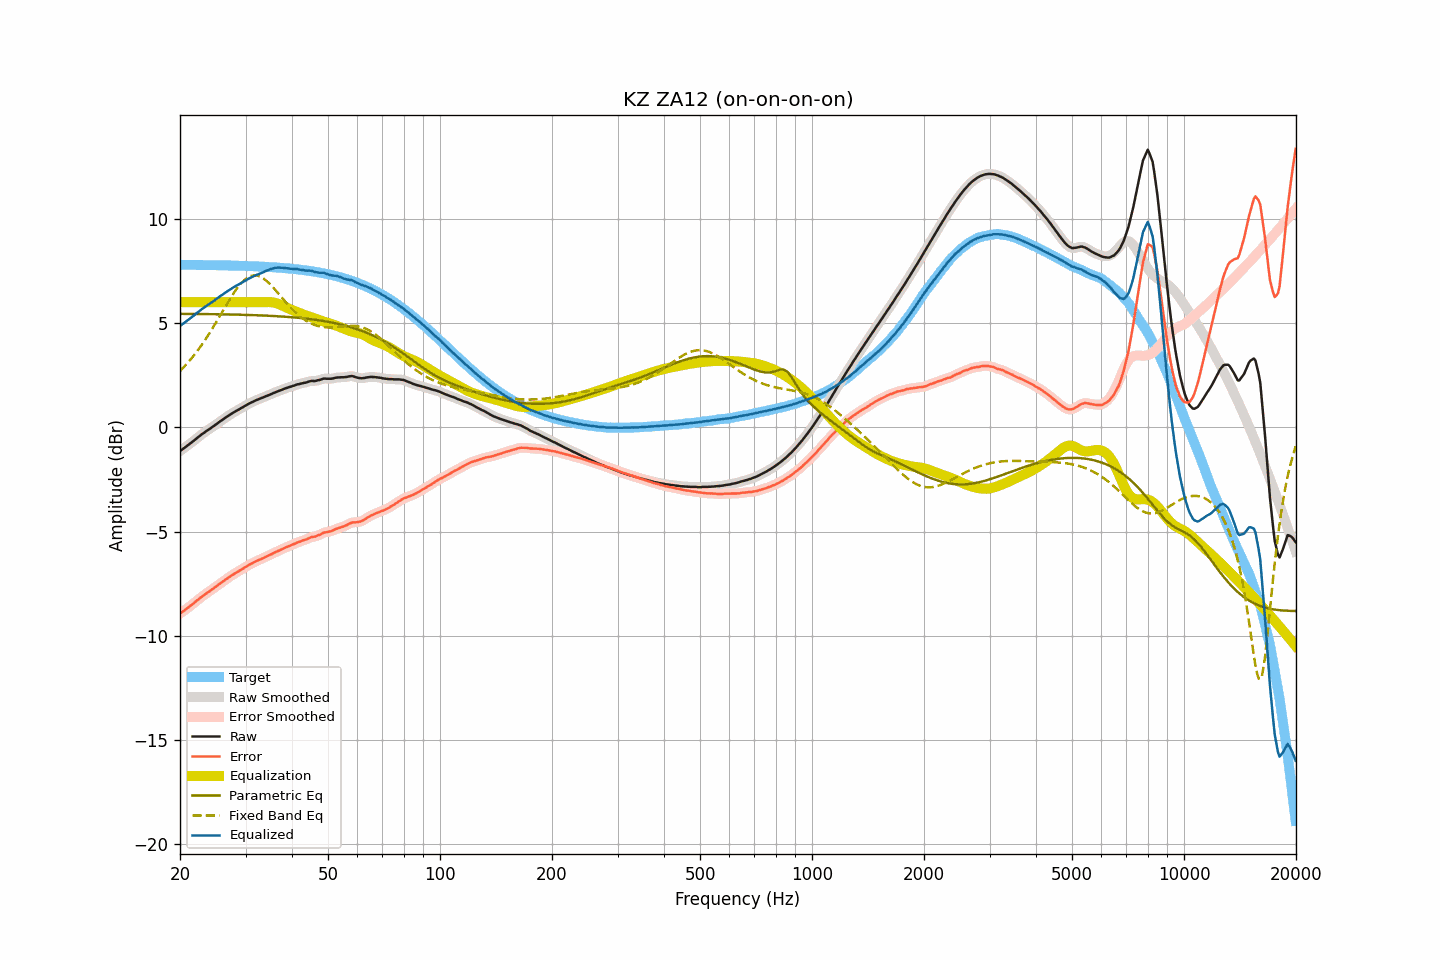 KZ ZA12 (on-on-on-on)
Amplitude (dBr)
10
5
0
−5
−10
−15
−20
Target
Raw Smoothed
Error Smoothed
Raw
Error
Equalization
Parametric Eq
Fixed Band Eq
Equalized
20 50 100 200 500 1000 2000 5000 10000 20000
Frequency (Hz)